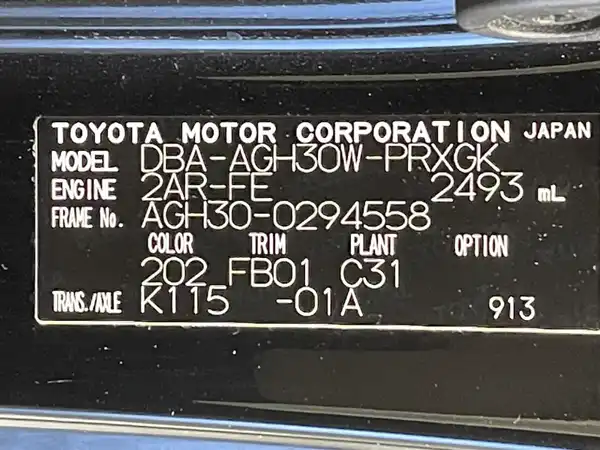 TOYOTA MOTOR CORPORATION JAPAN
MODEL DBA-AGH30W-PRXGK
ENGINE 2AR-FE 2493 mL
FRAME No. AGH30-0294558
COLOR TRIM PLANT OPTION
202 FB01 C31
TRANS./AXLE K115 -01A 913